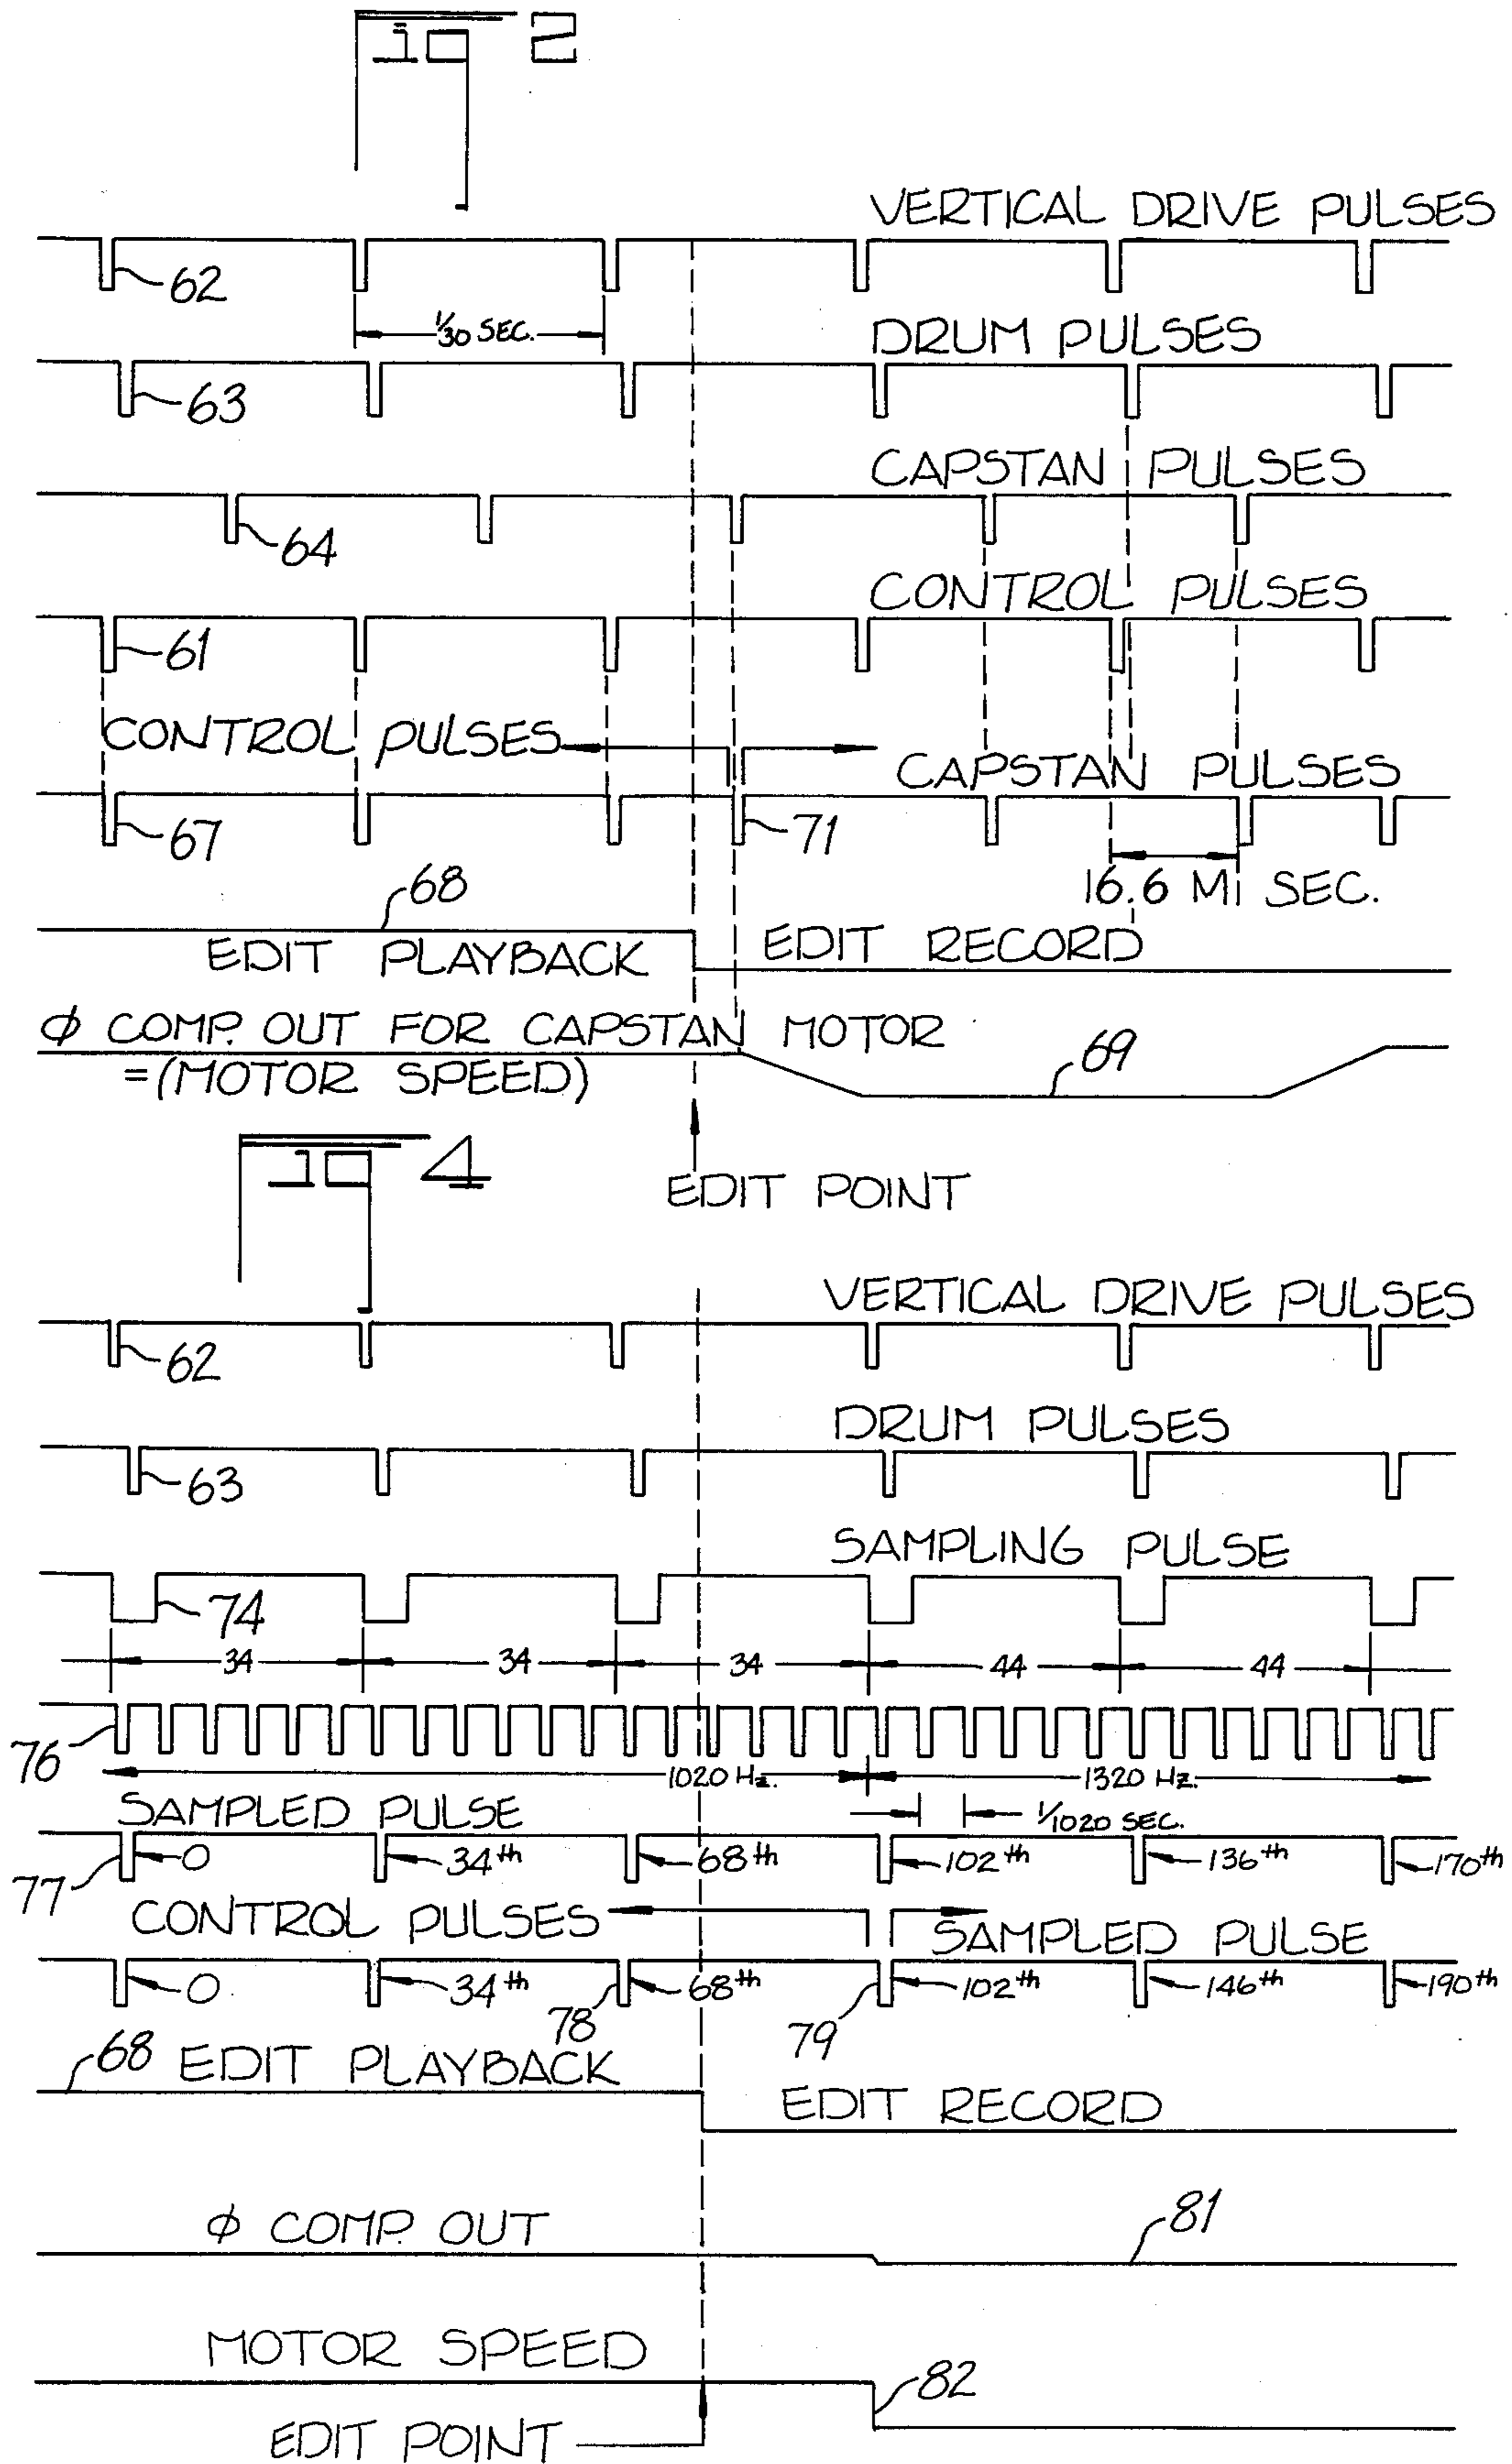 Fig 2
VERTICAL DRIVE PULSES
62
1/30 SEC.
DRUM PULSES
63
CAPSTAN PULSES
64
CONTROL PULSES
61
CONTROL PULSES
CAPSTAN PULSES
67
71
16.6 MI SEC.
68
EDIT PLAYBACK
EDIT RECORD
φ COMP. OUT FOR CAPSTAN MOTOR
=(MOTOR SPEED)
69
EDIT POINT
Fig 4
VERTICAL DRIVE PULSES
62
DRUM PULSES
63
SAMPLING PULSE
74
34 34 34 44 44
76
1020 Hz. 1320 Hz.
SAMPLED PULSE
1/1020 SEC.
77 0 34th 68th 102th 136th 170th
CONTROL PULSES
SAMPLED PULSE
0 34th 78 68th 79 102th 146th 190th
68 EDIT PLAYBACK
EDIT RECORD
φ COMP. OUT
81
MOTOR SPEED
82
EDIT POINT